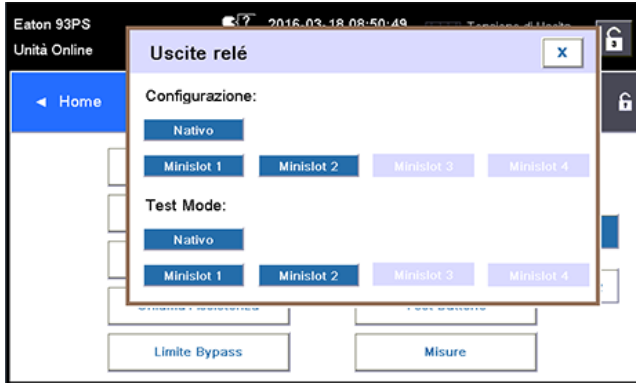 Eaton 93PS
2016-03-18 08:50:49
Unità Online
Uscite relé
x
Home
Configurazione:
Nativo
Minislot 1 Minislot 2 Minislot 3 Minislot 4
Test Mode:
Nativo
Minislot 1 Minislot 2 Minislot 3 Minislot 4
Limite Bypass Misure